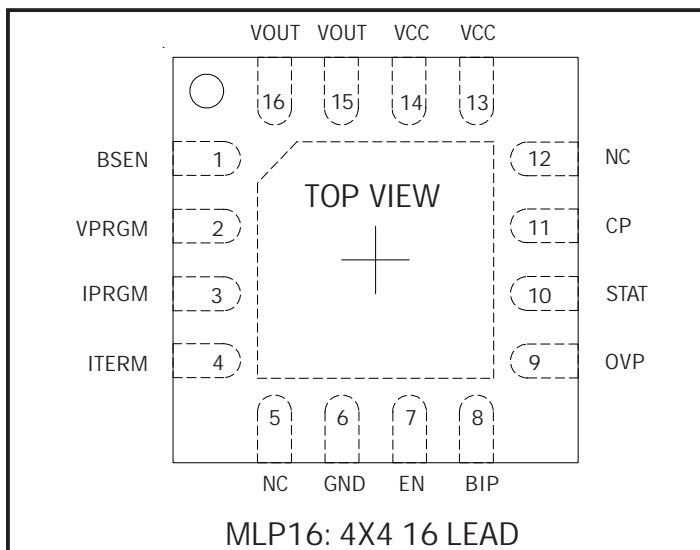 VOUT VOUT VCC VCC
16 15 14 13
BSEN 1 12 NC
TOP VIEW
VPRGM 2 11 CP
IPRGM 3 10 STAT
ITERM 4 9 OVP
5 6 7 8
NC GND EN BIP
MLP16: 4X4 16 LEAD